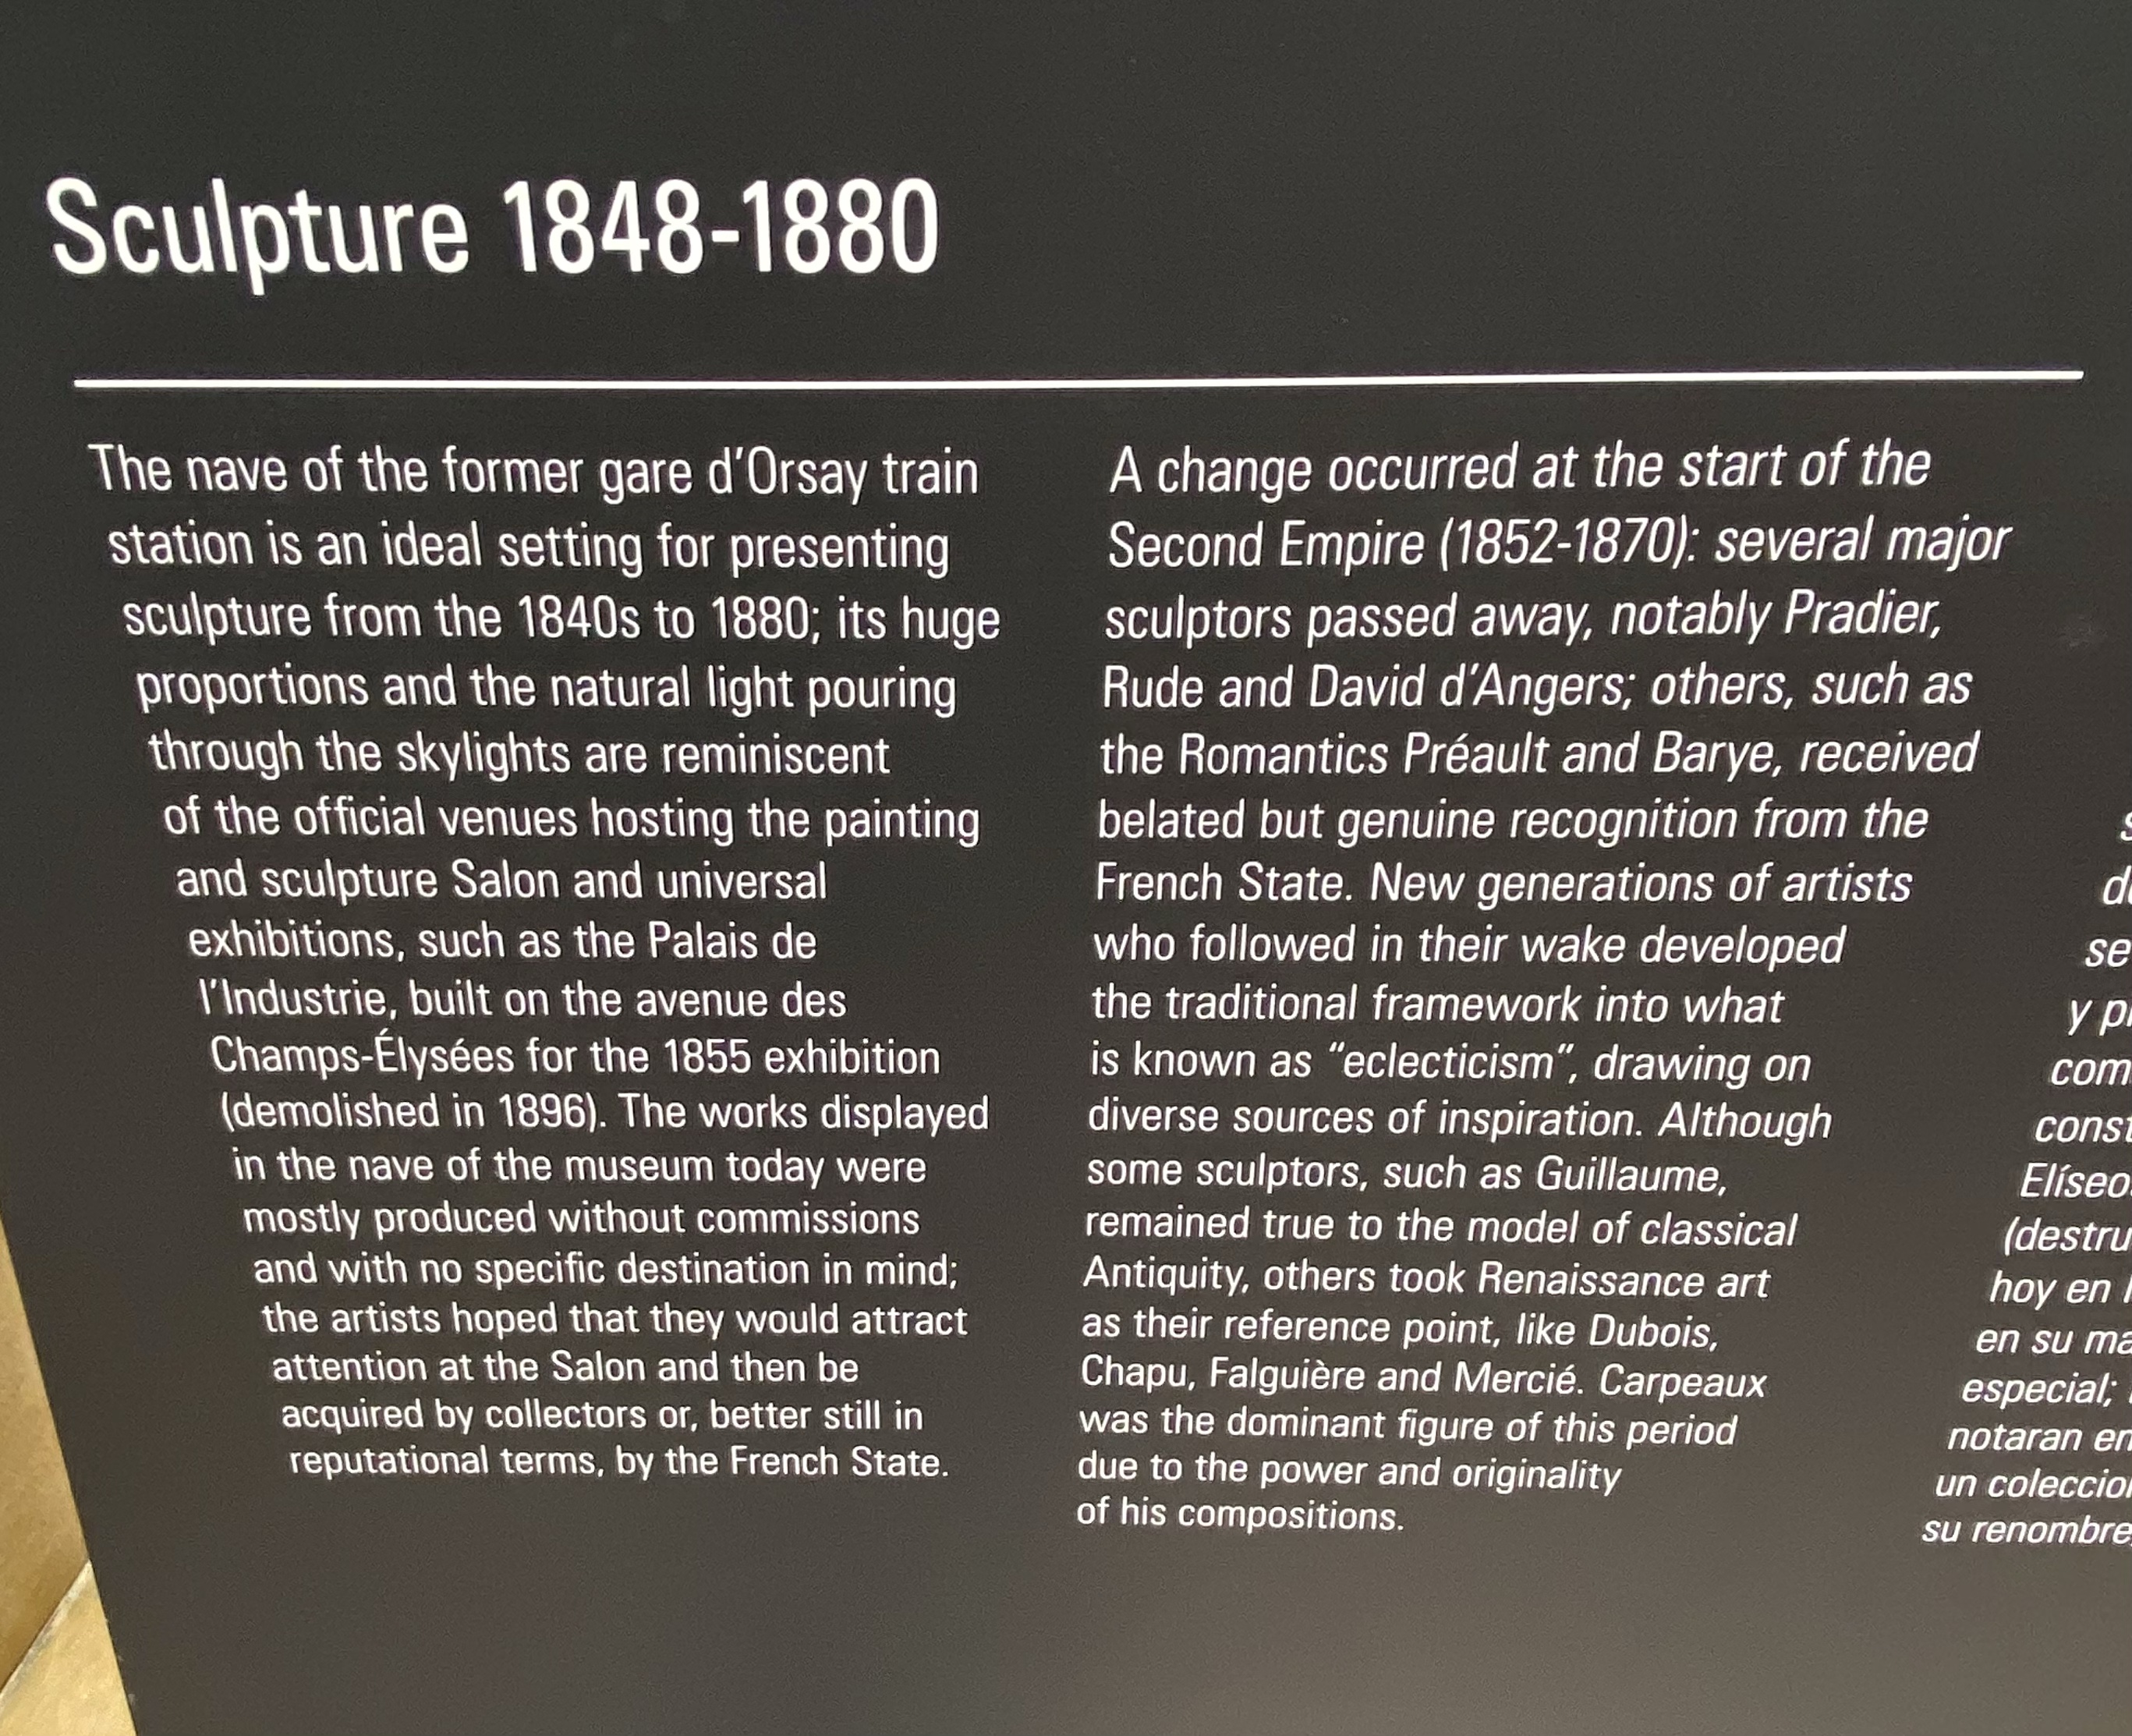 Sculpture 1848-1880
The nave of the former gare d'Orsay train
station is an ideal setting for presenting
sculpture from the 1840s to 1880; its huge
proportions and the natural light pouring
through the skylights are reminiscent
of the official venues hosting the painting
and sculpture Salon and universal
exhibitions, such as the Palais de
l'Industrie, built on the avenue des
Champs-Élysées for the 1855 exhibition
(demolished in 1896). The works displayed
in the nave of the museum today were
mostly produced without commissions
and with no specific destination in mind;
the artists hoped that they would attract
attention at the Salon and then be
acquired by collectors or, better still in
reputational terms, by the French State.
A change occurred at the start of the
Second Empire (1852-1870): several major
sculptors passed away, notably Pradier,
Rude and David d'Angers; others, such as
the Romantics Préault and Barye, received
belated but genuine recognition from the
French State. New generations of artists
who followed in their wake developed
the traditional framework into what
is known as “eclecticism”, drawing on
diverse sources of inspiration. Although
some sculptors, such as Guillaume,
remained true to the model of classical
Antiquity, others took Renaissance art
as their reference point, like Dubois,
Chapu, Falguière and Mercié. Carpeaux
was the dominant figure of this period
due to the power and originality
of his compositions.
se
y
hoy en
en su
especial;
notaran
un
su renombre,